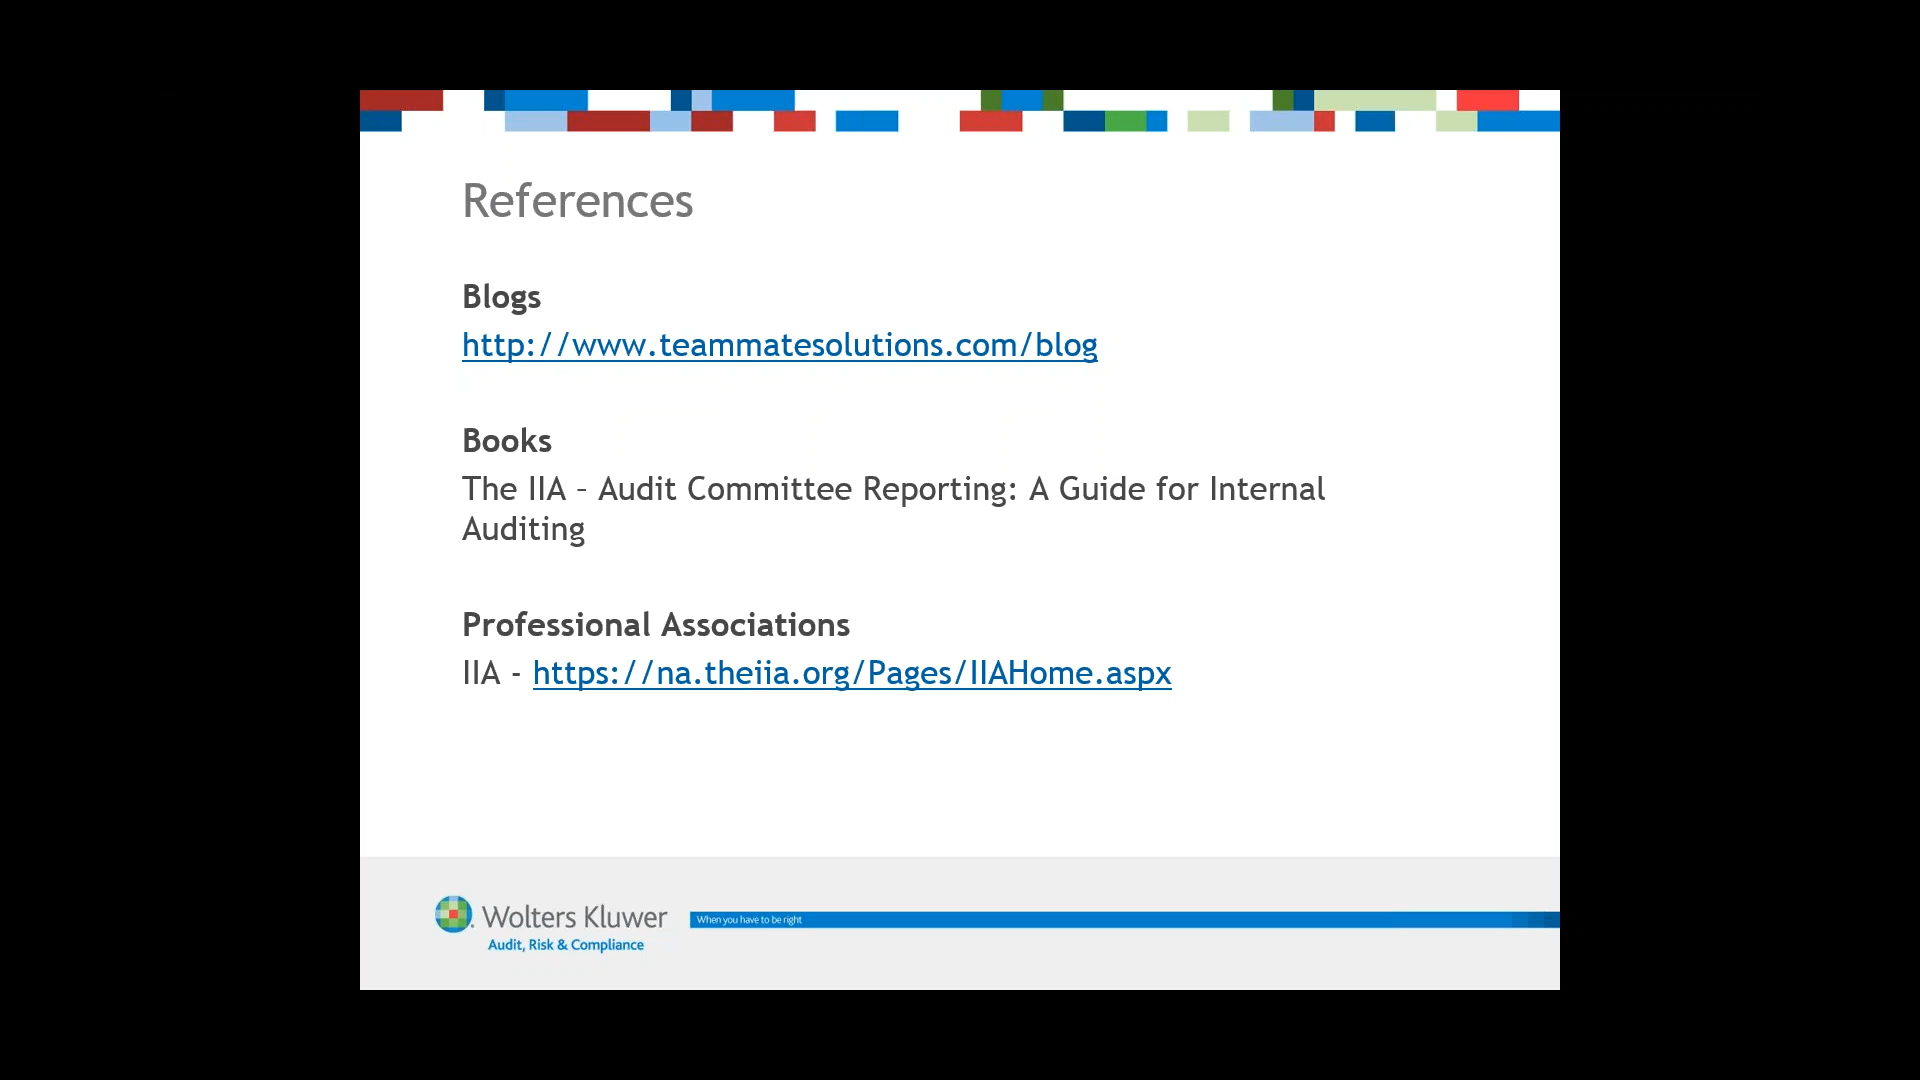 References
Blogs
http://www.teammatesolutions.com/blog
Books
The IIA – Audit Committee Reporting: A Guide for Internal
Auditing
Professional Associations
IIA - https://na.theiia.org/Pages/IIAHome.aspx
Wolters Kluwer
When you have to be right
Audit, Risk & Compliance